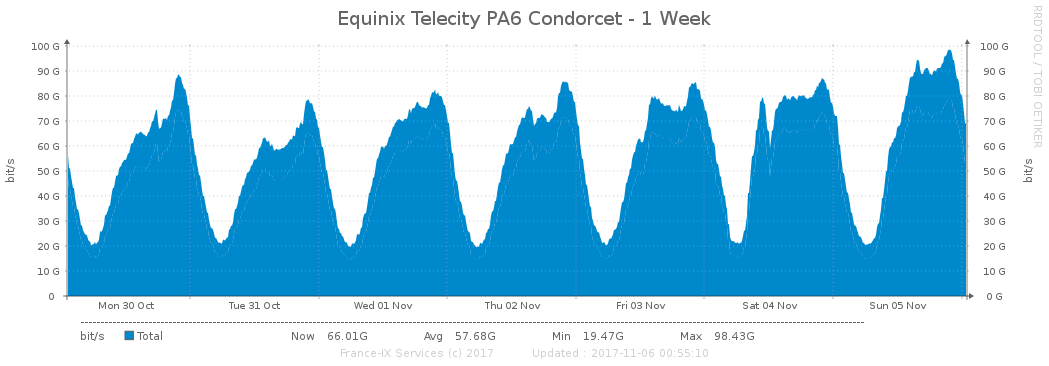 Equinix Telecity PA6 Condorcet - 1 Week
RRDTOOL / TOBI OETIKER
100 G 100 G
90 G 90 G
80 G 80 G
70 G 70 G
60 G 60 G
50 G 50 G
40 G 40 G
30 G 30 G
20 G 20 G
10 G 10 G
0 0 G
bit/s bit/s
Mon 30 Oct Tue 31 Oct Wed 01 Nov Thu 02 Nov Fri 03 Nov Sat 04 Nov Sun 05 Nov
bit/s Total Now 66.01G Avg 57.68G Min 19.47G Max 98.43G
France-IX Services (c) 2017 Updated : 2017-11-06 00:55:10